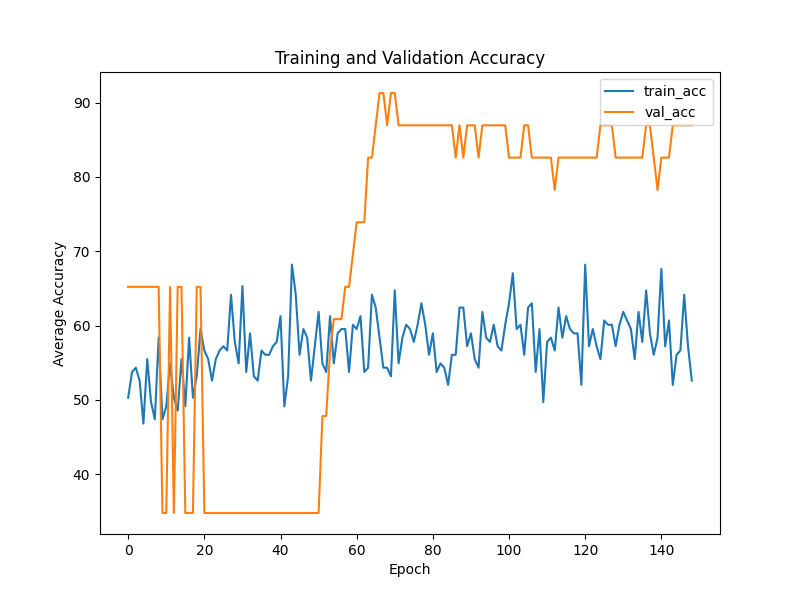 Training and Validation Accuracy
train_acc
val_acc
Average Accuracy
90
80
70
60
50
40
0 20 40 60 80 100 120 140
Epoch